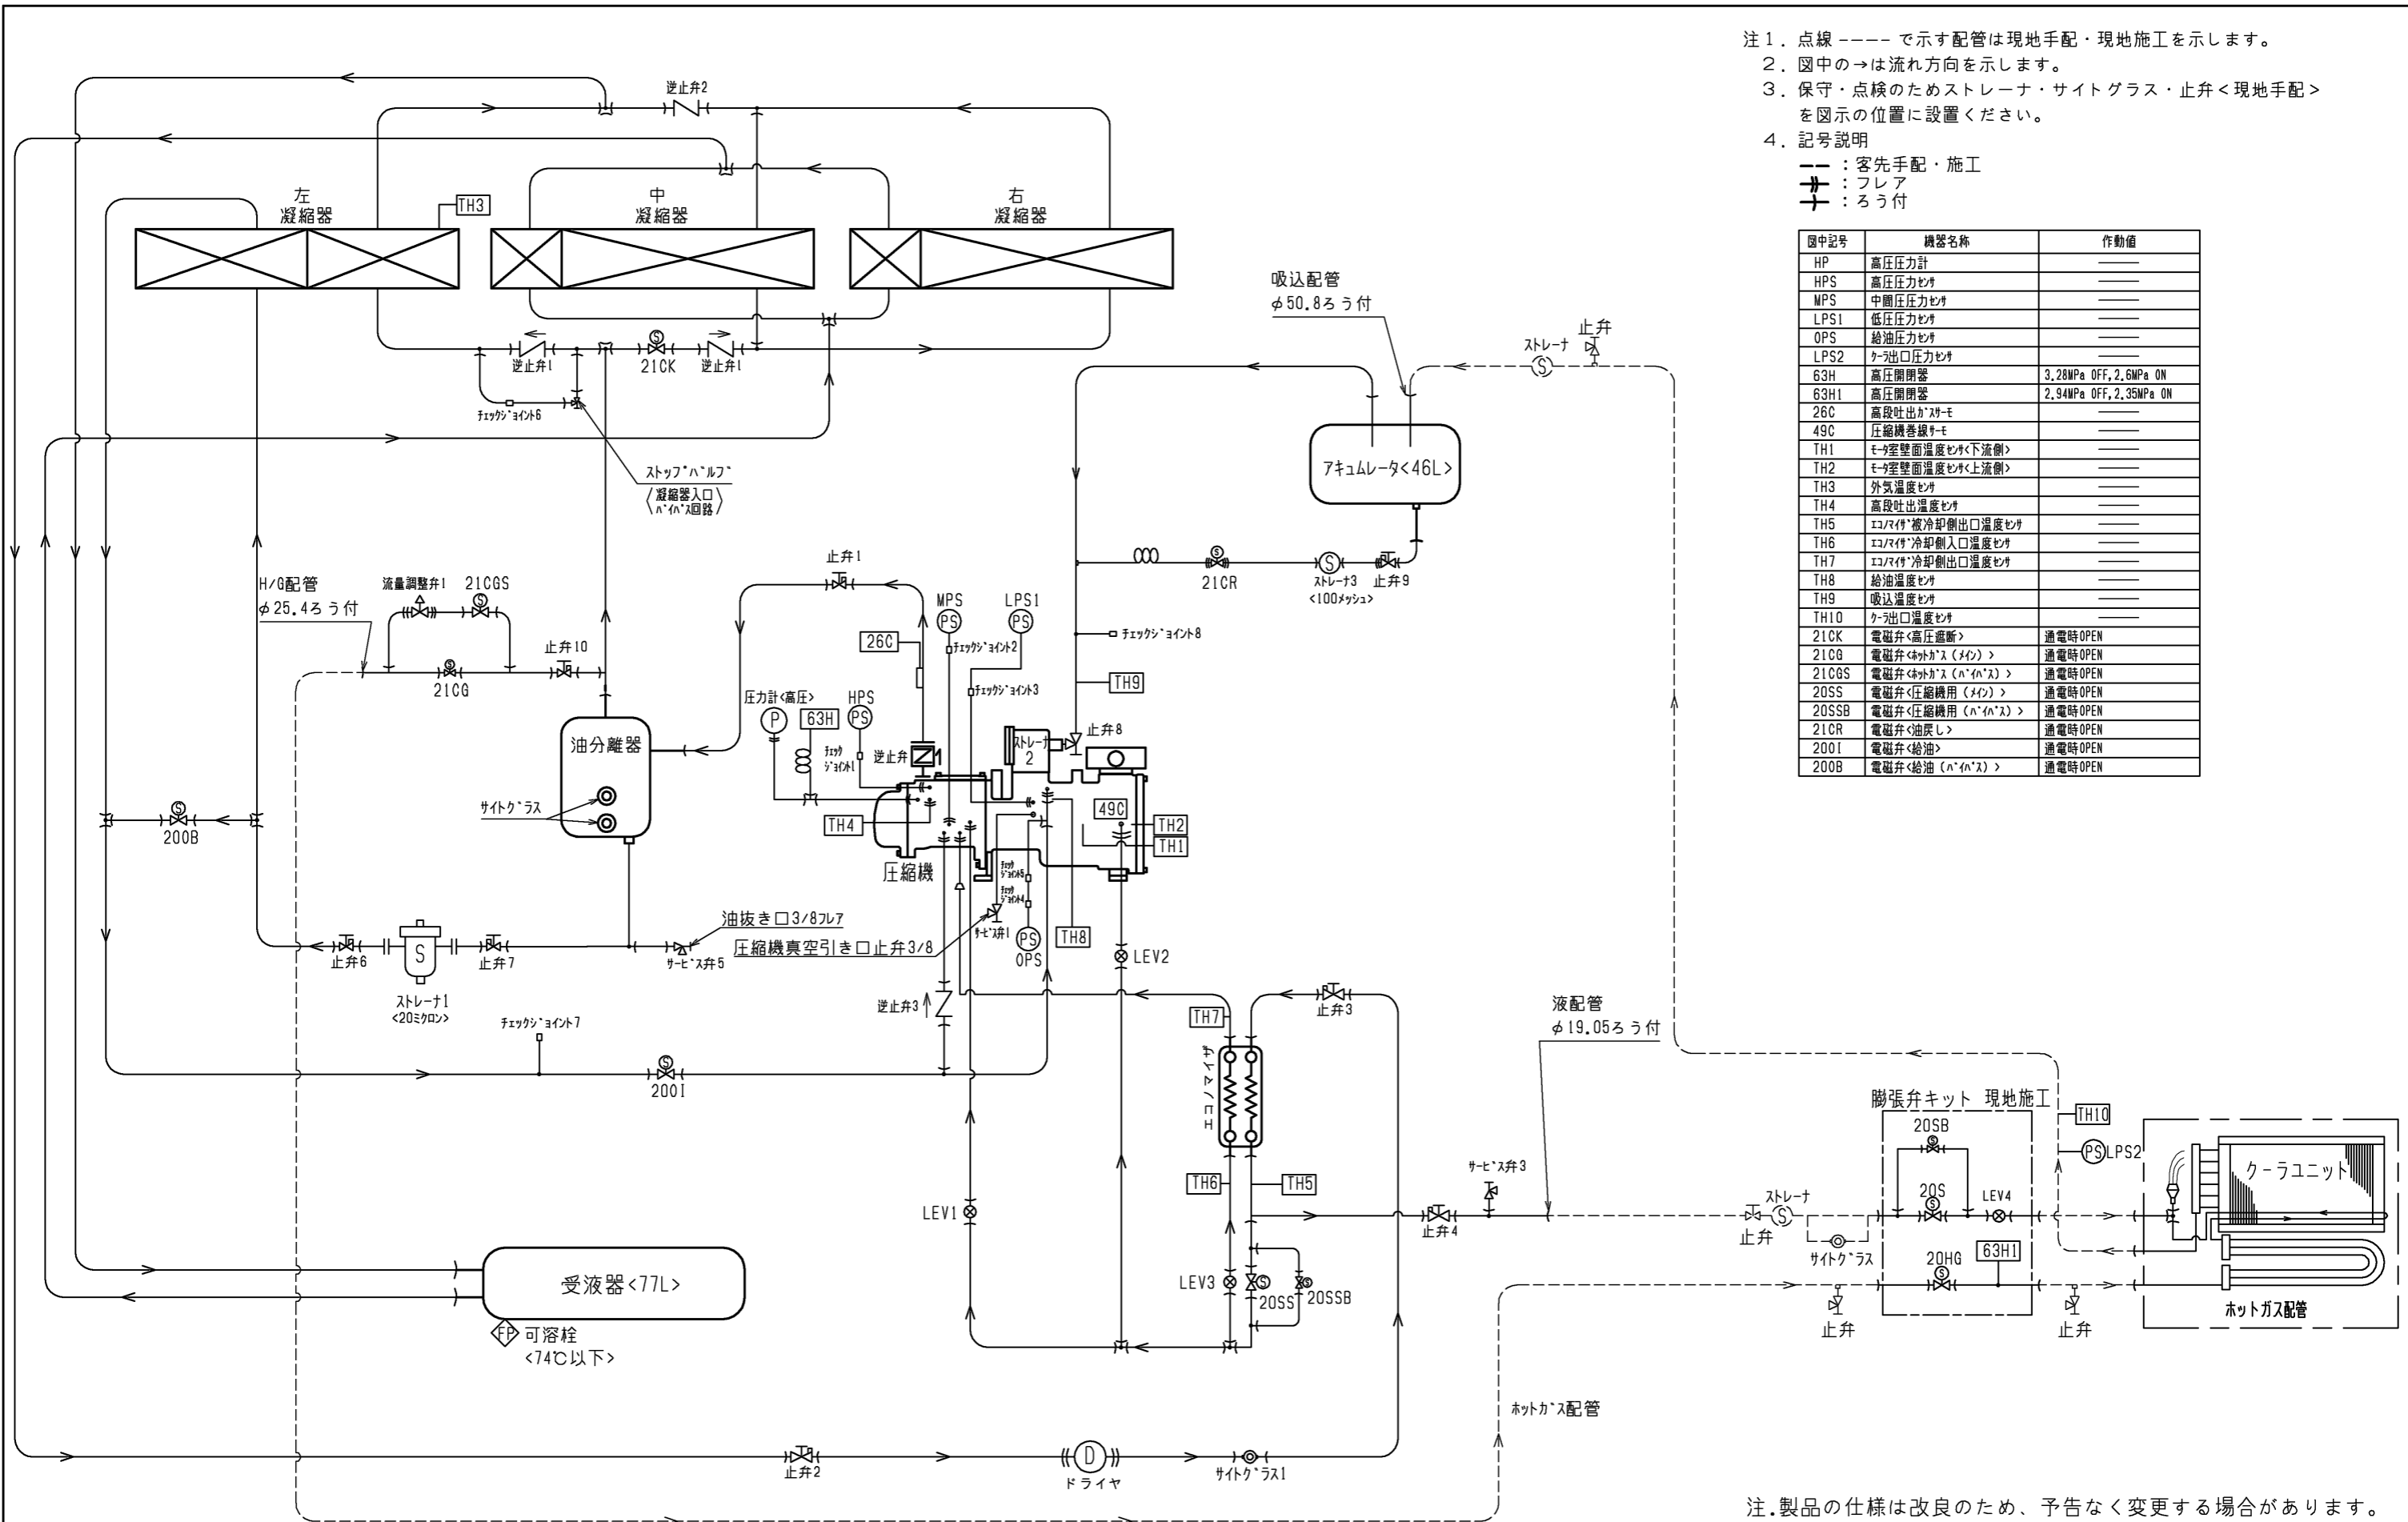 注1．点線 ---- で示す配管は現地手配・現地施工を示します。
2．図中の→は流れ方向を示します。
3．保守・点検のためストレーナ・サイトグラス・止弁＜現地手配＞
を図示の位置に設置ください。
4．記号説明
：客先手配・施工
：フレア
：ろう付
図中記号 機器名称 作動値
HP 高圧圧力計 ──
HPS 高圧圧力ｾﾝｻ ──
MPS 中間圧圧力ｾﾝｻ ──
LPS1 低圧圧力ｾﾝｻ ──
OPS 給油圧力ｾﾝｻ ──
LPS2 ｸｰﾗ出口圧力ｾﾝｻ ──
63H 高圧開閉器 3.28MPa OFF,2.6MPa ON
63H1 高圧開閉器 2.94MPa OFF,2.35MPa ON
26C 高段吐出ｶﾞｽｻｰﾓ ──
49C 圧縮機巻線ｻｰﾓ ──
TH1 ﾓｰﾀ室壁面温度ｾﾝｻ<下流側> ──
TH2 ﾓｰﾀ室壁面温度ｾﾝｻ<上流側> ──
TH3 外気温度ｾﾝｻ ──
TH4 高段吐出温度ｾﾝｻ ──
TH5 ｴｺﾉﾏｲｻﾞ被冷却側出口温度ｾﾝｻ ──
TH6 ｴｺﾉﾏｲｻﾞ冷却側入口温度ｾﾝｻ ──
TH7 ｴｺﾉﾏｲｻﾞ冷却側出口温度ｾﾝｻ ──
TH8 給油温度ｾﾝｻ ──
TH9 吸込温度ｾﾝｻ ──
TH10 ｸｰﾗ出口温度ｾﾝｻ ──
21CK 電磁弁<高圧遮断> 通電時OPEN
21CG 電磁弁<ﾎｯﾄｶﾞｽ（ﾒｲﾝ）> 通電時OPEN
21CGS 電磁弁<ﾎｯﾄｶﾞｽ（ﾊﾞｲﾊﾟｽ）> 通電時OPEN
20SS 電磁弁<圧縮機用（ﾒｲﾝ）> 通電時OPEN
20SSB 電磁弁<圧縮機用（ﾊﾞｲﾊﾟｽ）> 通電時OPEN
21CR 電磁弁<油戻し> 通電時OPEN
20OI 電磁弁<給油> 通電時OPEN
20OB 電磁弁<給油（ﾊﾞｲﾊﾟｽ）> 通電時OPEN
逆止弁2
左
凝縮器
TH3
中
凝縮器
右
凝縮器
逆止弁1
S
21CK
逆止弁1
ﾁｪｯｸｼﾞｮｲﾝﾄ6
ｽﾄｯﾌﾟﾊﾞﾙﾌﾞ
凝縮器入口
ﾊﾞｲﾊﾟｽ回路
吸込配管
φ50.8ろう付
ストレーナ
S
止弁
アキュムレータ<46L>
S
21CR
S
ストレーナ3
<100メッシュ>
止弁9
H/G配管
φ25.4ろう付
流量調整弁1
21CGS
S
S
21CG
止弁10
止弁1
26C
MPS
PS
ﾁｪｯｸｼﾞｮｲﾝﾄ2
LPS1
PS
ﾁｪｯｸｼﾞｮｲﾝﾄ3
ﾁｪｯｸｼﾞｮｲﾝﾄ8
TH9
圧力計<高圧>
P
63H
HPS
PS
ﾁｪｯｸ
ｼﾞｮｲﾝﾄ1
逆止弁
ストレーナ
2
止弁8
油分離器
サイトグラス
TH4
圧縮機
49C
TH2
TH1
ﾁｪｯｸ
ｼﾞｮｲﾝﾄ5
ﾁｪｯｸ
ｼﾞｮｲﾝﾄ4
ｻｰﾋﾞｽ弁1
PS
OPS
TH8
S
20OB
止弁6
S
ストレーナ1
<20ミクロン>
止弁7
ｻｰﾋﾞｽ弁5
油抜き口3/8フレア
圧縮機真空引き口止弁3/8
逆止弁3
LEV2
ﾁｪｯｸｼﾞｮｲﾝﾄ7
S
20OI
TH7
止弁3
エコノマイザ
TH6
TH5
LEV1
LEV3
S
20SS
S
20SSB
受液器<77L>
FP
可溶栓
<74℃以下>
止弁2
D
ドライヤ
サイトグラス1
液配管
φ19.05ろう付
ｻｰﾋﾞｽ弁3
止弁4
ストレーナ
S
止弁
サイトグラス
膨張弁キット 現地施工
20SB
S
20S
S
LEV4
20HG
S
63H1
止弁
止弁
TH10
PS
LPS2
クーラユニット
ホットガス配管
ホットガス配管
注.製品の仕様は改良のため、予告なく変更する場合があります。